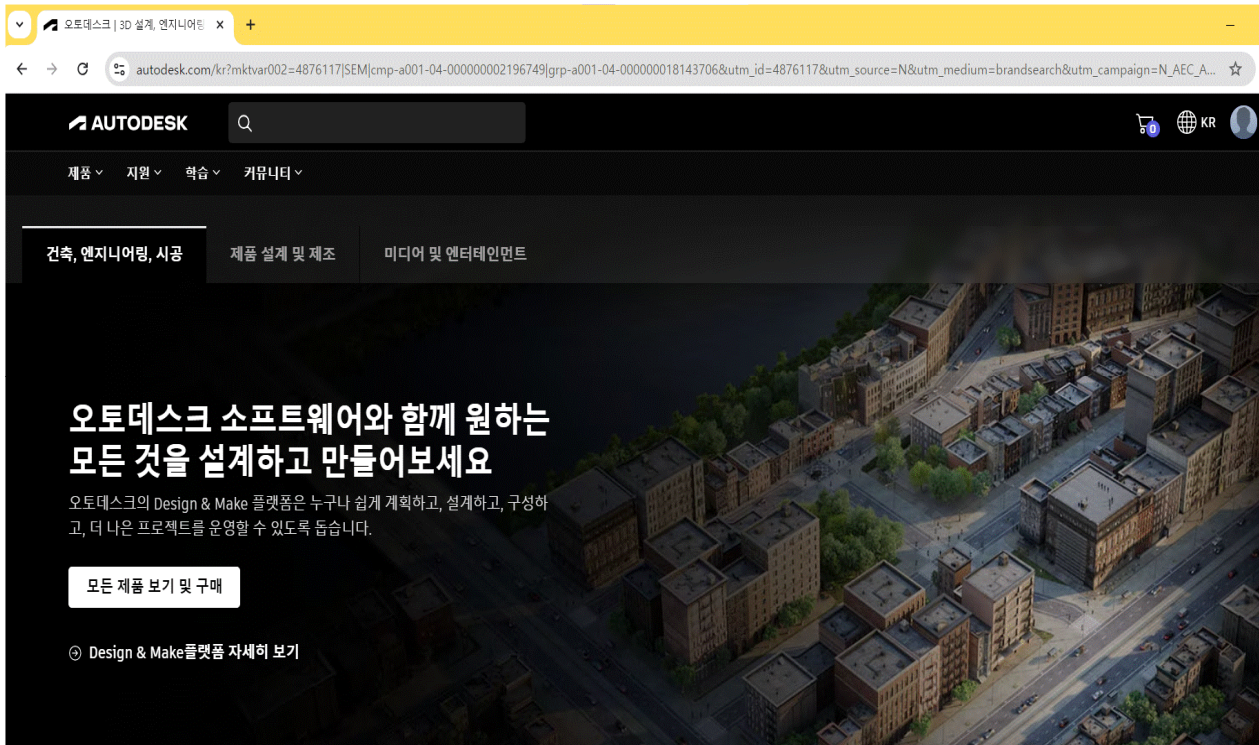 오토데스크 | 3D 설계, 엔지니어링
autodesk.com/kr?mktvar002=4876117|SEM|cmp-a001-04-000000002196749|grp-a001-04-000000018143706&utm_id=4876117&utm_source=N&utm_medium=brandsearch&utm_campaign=N_AEC_A...
AUTODESK
0
KR
제품
지원
학습
커뮤니티
건축, 엔지니어링, 시공
제품 설계 및 제조
미디어 및 엔터테인먼트
오토데스크 소프트웨어와 함께 원하는
모든 것을 설계하고 만들어보세요
오토데스크의 Design & Make 플랫폼은 누구나 쉽게 계획하고, 설계하고, 구성하
고, 더 나은 프로젝트를 운영할 수 있도록 돕습니다.
모든 제품 보기 및 구매
Design & Make플랫폼 자세히 보기